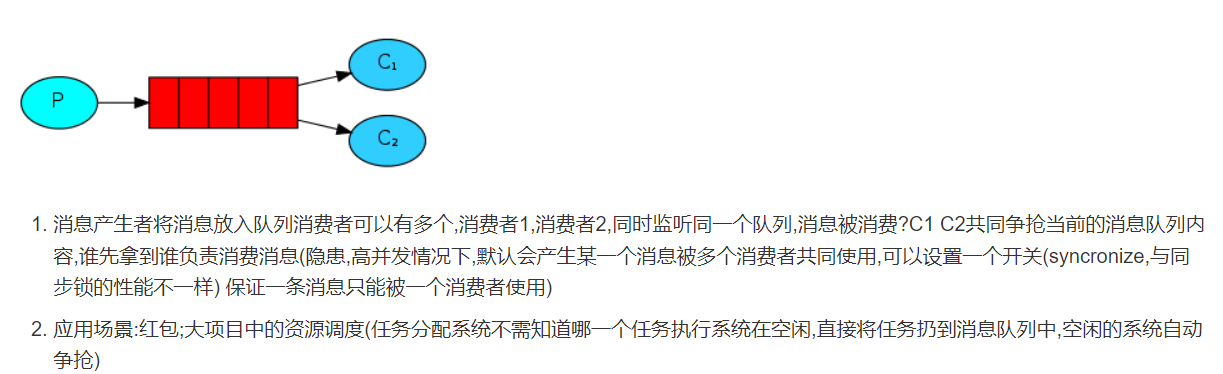 P
C₁
C₂
1. 消息产生者将消息放入队列消费者可以有多个,消费者1,消费者2,同时监听同一个队列,消息被消费?C1 C2共同争抢当前的消息队列内
容,谁先拿到谁负责消费消息(隐患,高并发情况下,默认会产生某一个消息被多个消费者共同使用,可以设置一个开关(syncronize,与同
步锁的性能不一样) 保证一条消息只能被一个消费者使用)
2. 应用场景:红包;大项目中的资源调度(任务分配系统不需知道哪一个任务执行系统在空闲,直接将任务扔到消息队列中,空闲的系统自动
争抢)